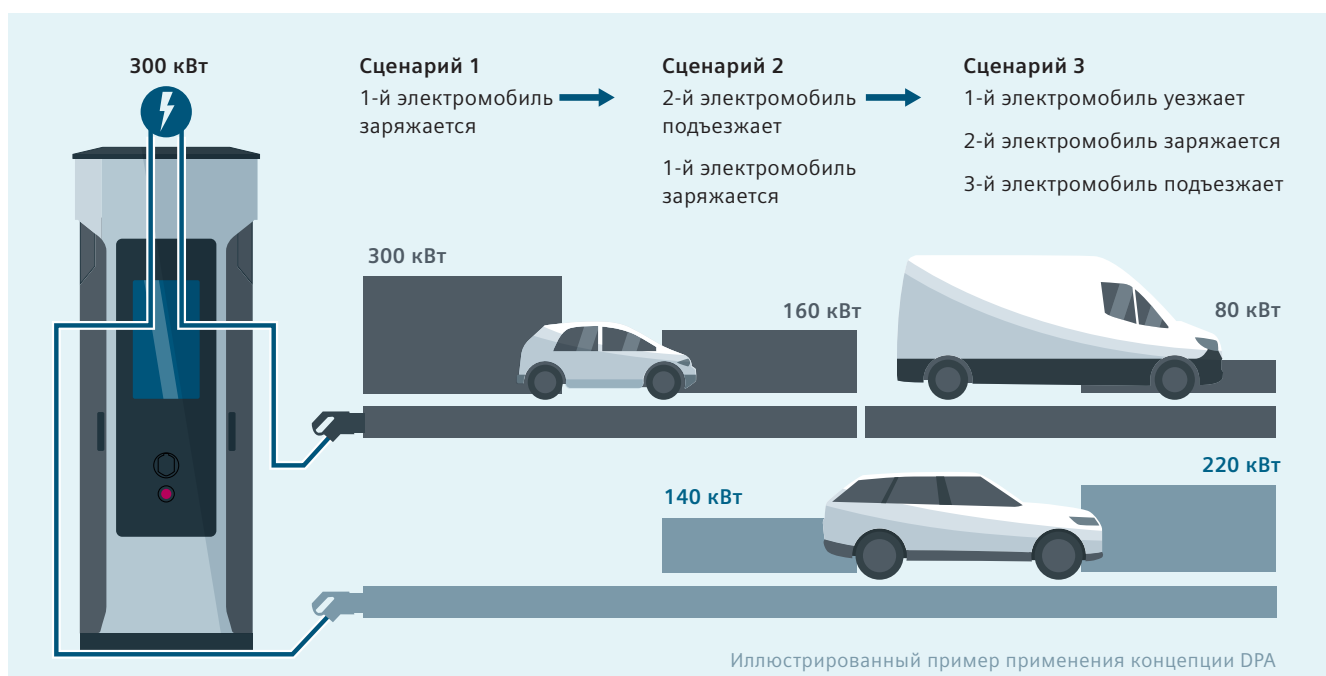 300 кВт
Сценарий 1
1-й электромобиль
заряжается
Сценарий 2
2-й электромобиль
подъезжает
1-й электромобиль
заряжается
Сценарий 3
1-й электромобиль уезжает
2-й электромобиль заряжается
3-й электромобиль подъезжает
300 кВт
160 кВт
80 кВт
140 кВт
220 кВт
Иллюстрированный пример применения концепции DPA